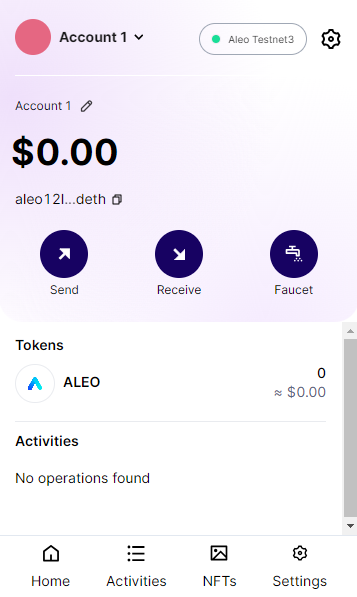 Account 1
Aleo Testnet3
Account 1
$0.00
aleo12l...deth
Send
Receive
Faucet
Tokens
ALEO
0
≈ $0.00
Activities
No operations found
Home
Activities
NFTs
Settings